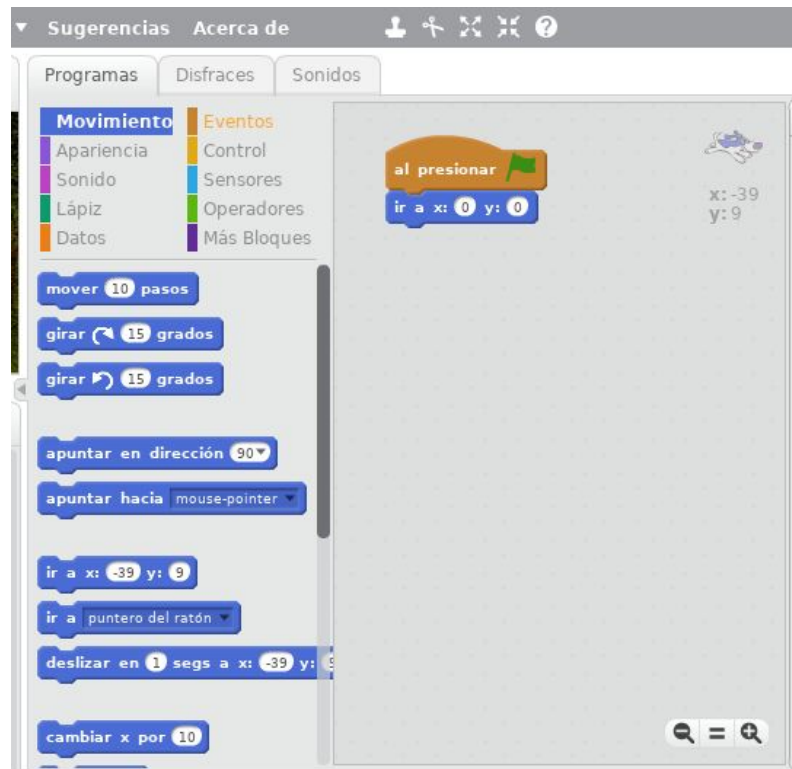 Sugerencias Acerca de
Programas Disfraces Sonidos
Movimiento Eventos
Apariencia Control
Sonido Sensores
Lápiz Operadores
Datos Más Bloques
mover 10 pasos
girar 15 grados
girar 15 grados
apuntar en dirección 90
apuntar hacia mouse-pointer
ir a x: -39 y: 9
ir a puntero del ratón
deslizar en 1 segs a x: -39 y:
cambiar x por 10
al presionar
ir a x: 0 y: 0
x: -39
y: 9